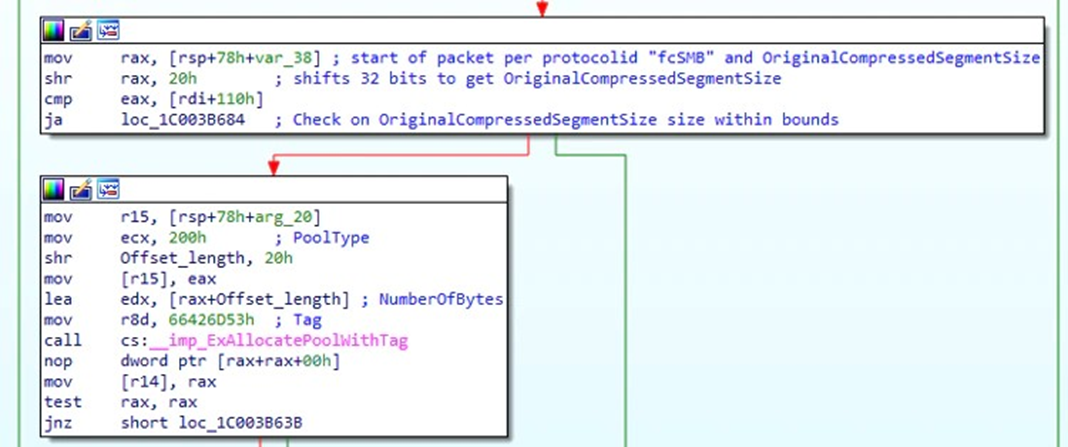 mov rax, [rsp+78h+var_38] ; start of packet per protocolid "fcSMB" and OriginalCompressedSegmentSize
shr rax, 20h ; shifts 32 bits to get OriginalCompressedSegmentSize
cmp eax, [rdi+110h]
ja loc_1C003B684 ; Check on OriginalCompressedSegmentSize size within bounds
mov r15, [rsp+78h+arg_20]
mov ecx, 200h ; PoolType
shr Offset_length, 20h
mov [r15], eax
lea edx, [rax+Offset_length] ; NumberOfBytes
mov r8d, 66426D53h ; Tag
call cs:__imp_ExAllocatePoolWithTag
nop dword ptr [rax+rax+00h]
mov [r14], rax
test rax, rax
jnz short loc_1C003B63B